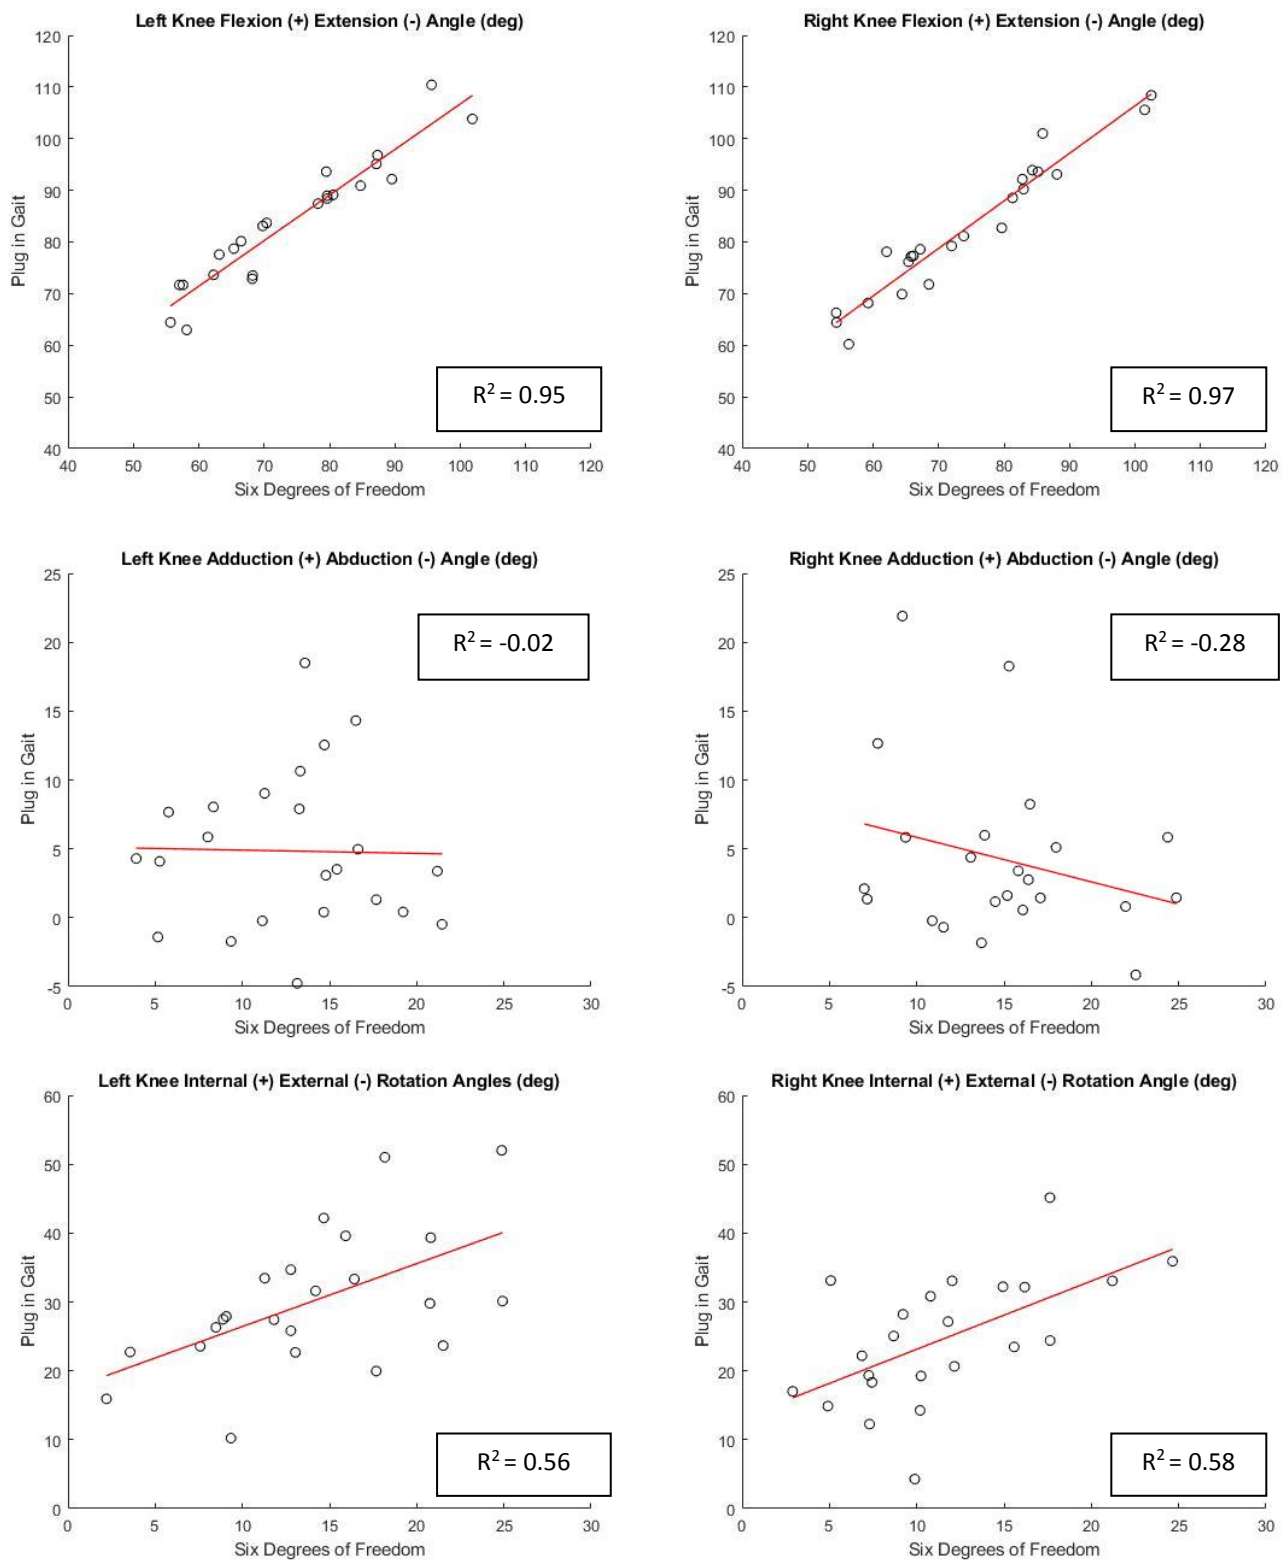 Left Knee Flexion (+) Extension (-) Angle (deg)
120
110
100
90
80
70
60
50
40
Plug in Gait
R² = 0.95
40 50 60 70 80 90 100 110 120
Six Degrees of Freedom
Right Knee Flexion (+) Extension (-) Angle (deg)
120
110
100
90
80
70
60
50
40
Plug in Gait
R² = 0.97
40 50 60 70 80 90 100 110 120
Six Degrees of Freedom
Left Knee Adduction (+) Abduction (-) Angle (deg)
25
20
15
10
5
0
-5
Plug in Gait
R² = -0.02
0 5 10 15 20 25 30
Six Degrees of Freedom
Right Knee Adduction (+) Abduction (-) Angle (deg)
25
20
15
10
5
0
-5
Plug in Gait
R² = -0.28
0 5 10 15 20 25 30
Six Degrees of Freedom
Left Knee Internal (+) External (-) Rotation Angles (deg)
60
50
40
30
20
10
0
Plug in Gait
R² = 0.56
0 5 10 15 20 25 30
Six Degrees of Freedom
Right Knee Internal (+) External (-) Rotation Angle (deg)
60
50
40
30
20
10
0
Plug in Gait
R² = 0.58
0 5 10 15 20 25 30
Six Degrees of Freedom